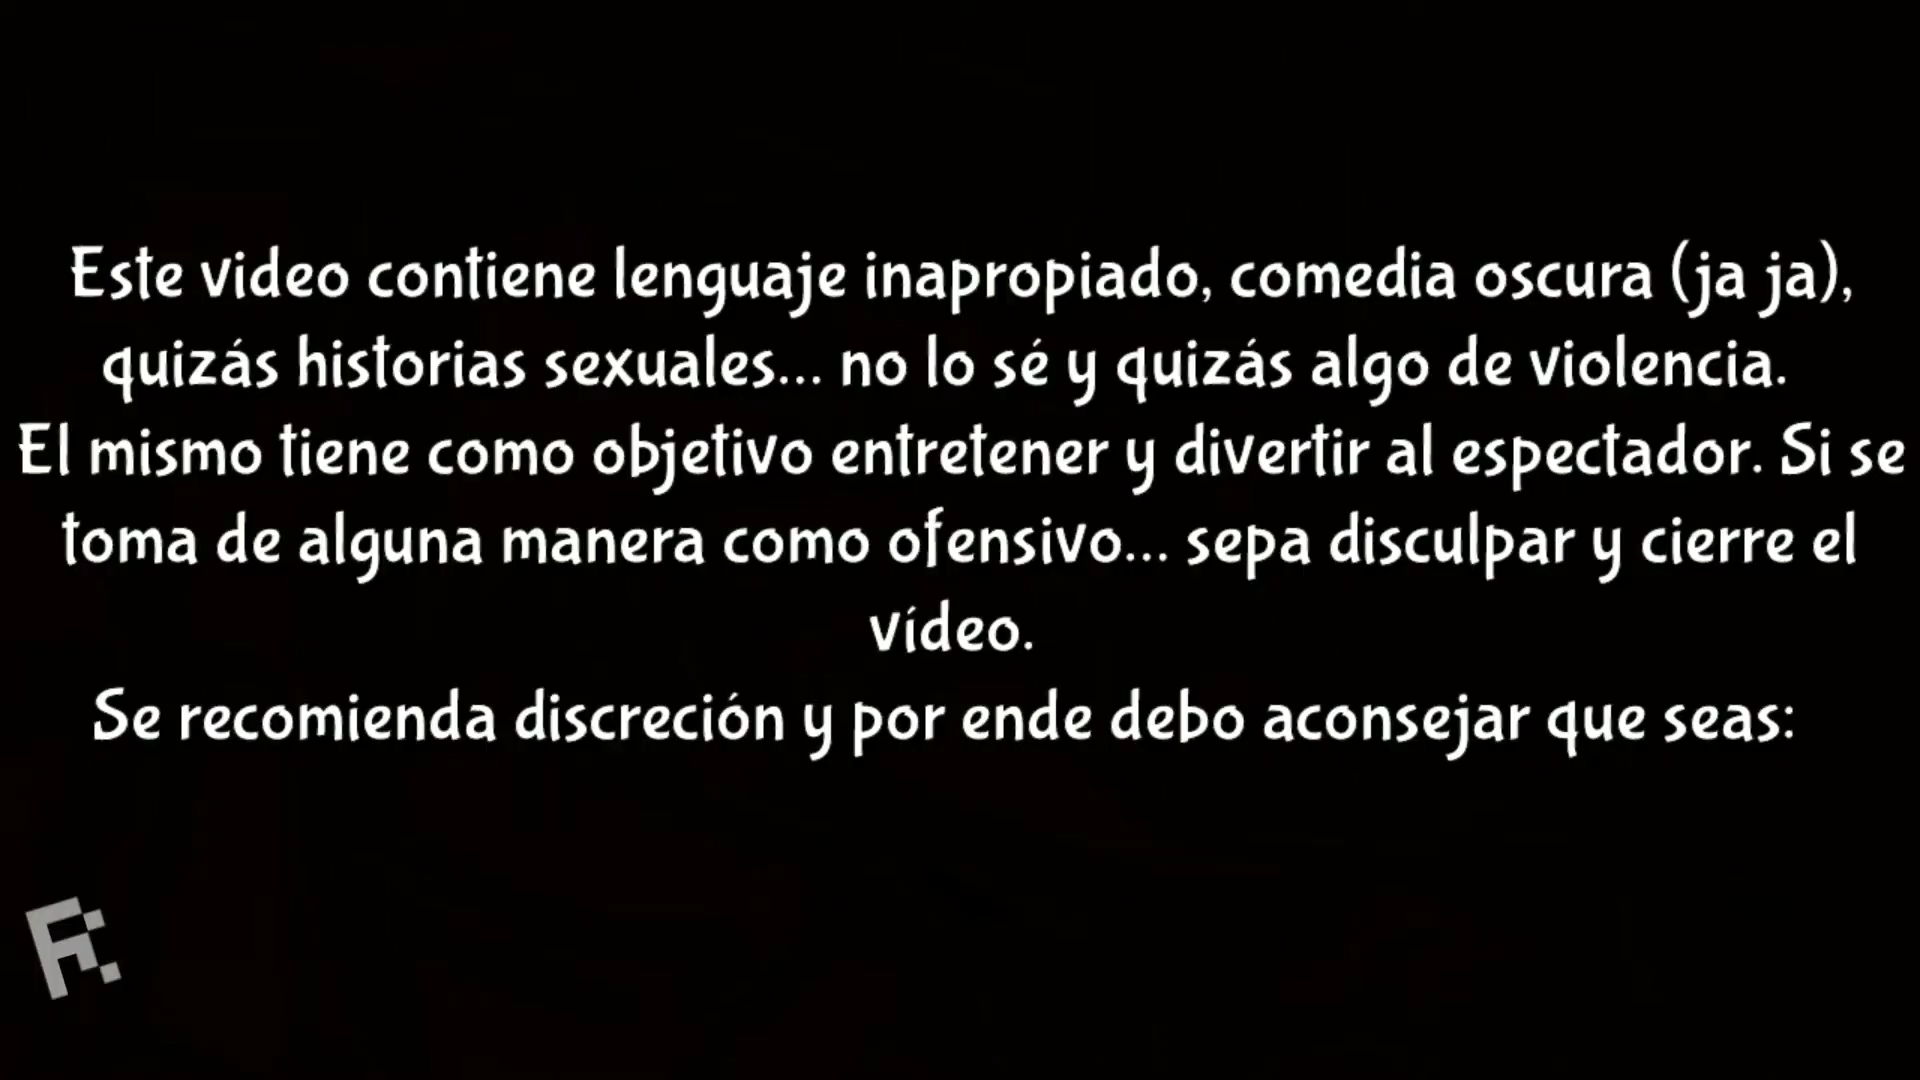 Este video contiene lenguaje inapropiado, comedia oscura (ja ja),
quizás historias sexuales... no lo sé y quizás algo de violencia.
El mismo tiene como objetivo entretener y divertir al espectador. Si se
toma de alguna manera como ofensivo... sepa disculpar y cierre el
vídeo.
Se recomienda discreción y por ende debo aconsejar que seas: